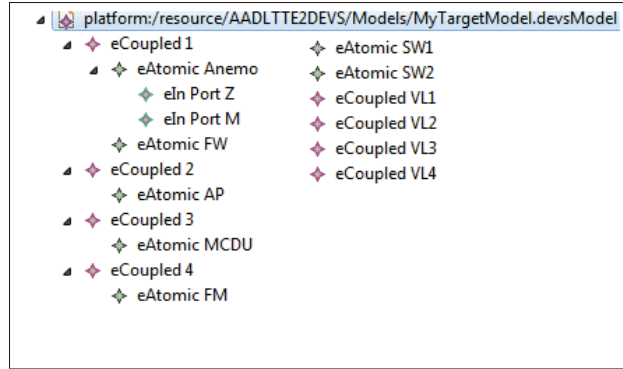 platform:/resource/AADLTTE2DEVS/Models/MyTargetModel.devsModel
eCoupled 1
eAtomic Anemo
eIn Port Z
eIn Port M
eAtomic FW
eCoupled 2
eAtomic AP
eCoupled 3
eAtomic MCDU
eCoupled 4
eAtomic FM
eAtomic SW1
eAtomic SW2
eCoupled VL1
eCoupled VL2
eCoupled VL3
eCoupled VL4